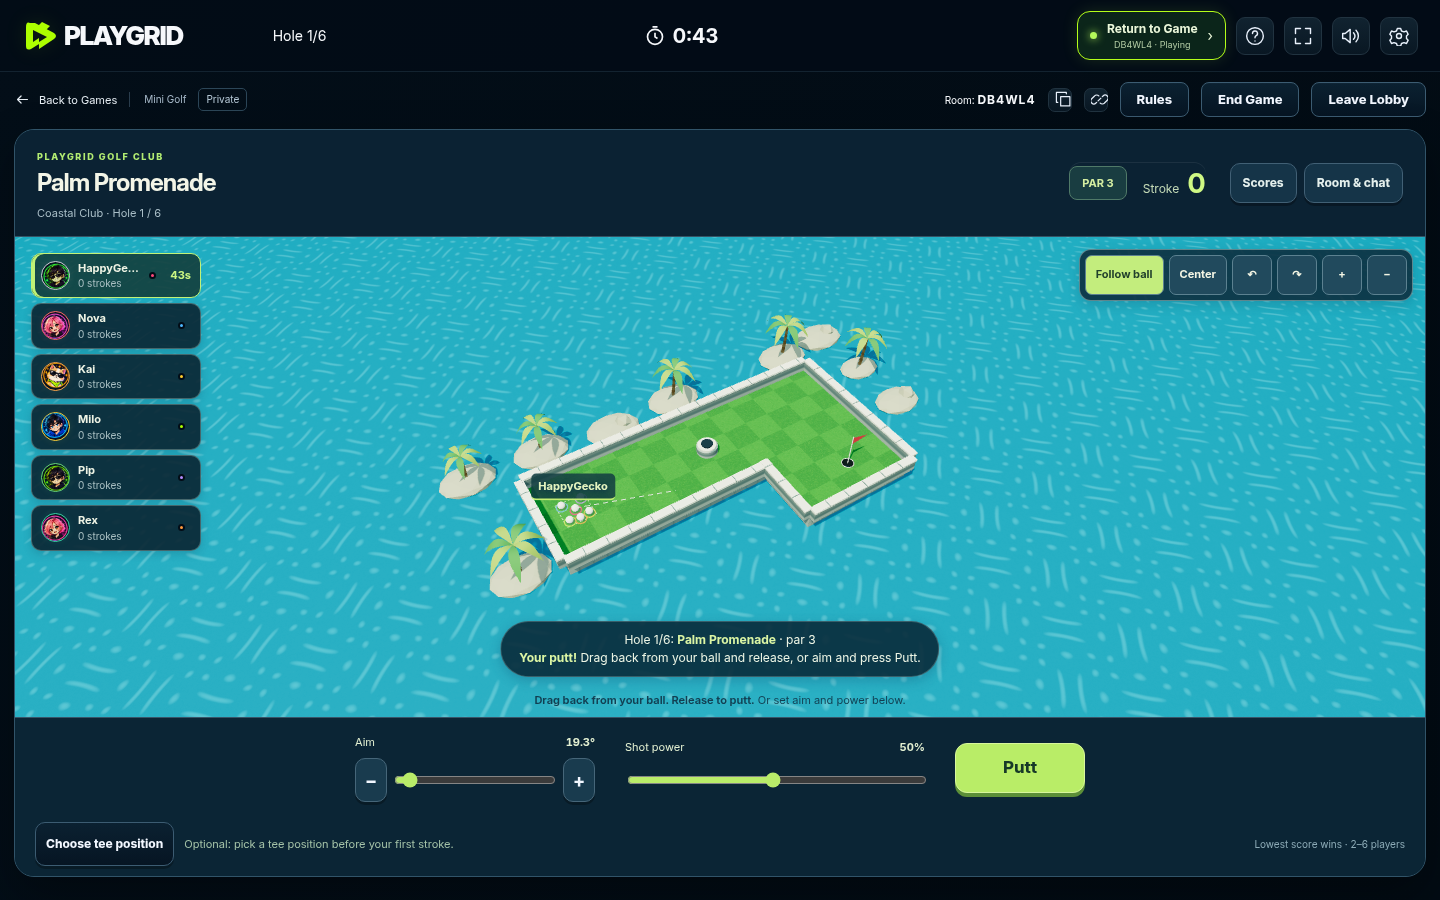 PLAYGRID
Hole 1/6
0:43
Return to Game
DB4WL4 · Playing
Back to Games
Mini Golf
Private
Room: DB4WL4
Rules
End Game
Leave Lobby
PLAYGRID GOLF CLUB
Palm Promenade
Coastal Club · Hole 1 / 6
PAR 3
Stroke 0
Scores
Room & chat
HappyGe...
0 strokes
43s
Nova
0 strokes
Kai
0 strokes
Milo
0 strokes
Pip
0 strokes
Rex
0 strokes
Follow ball
Center
HappyGecko
Hole 1/6: Palm Promenade · par 3
Your putt! Drag back from your ball and release, or aim and press Putt.
Drag back from your ball. Release to putt. Or set aim and power below.
Aim
19.3°
Shot power
50%
Putt
Choose tee position
Optional: pick a tee position before your first stroke.
Lowest score wins · 2–6 players